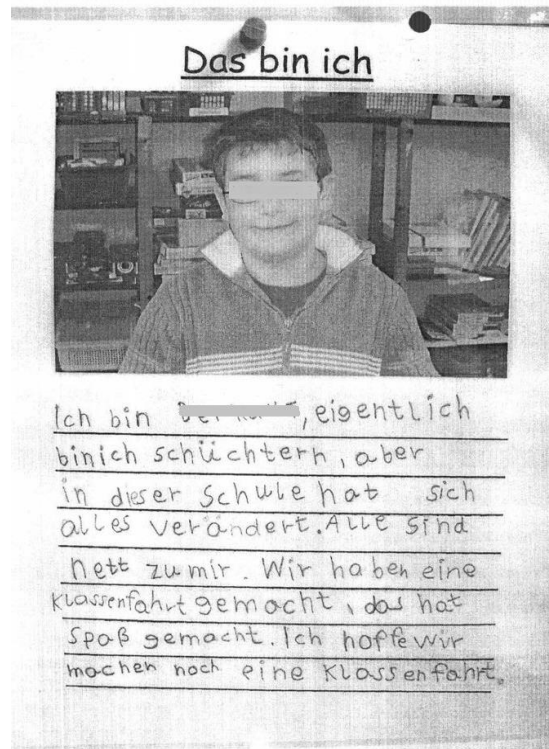 Das bin ich
Ich bin , eigentlich
binich schüchtern, aber
in dieser Schule hat sich
alles verändert. Alle sind
nett zu mir. Wir haben eine
Klassenfahrt gemacht, das hat
Spaß gemacht. Ich hoffe wir
machen noch eine Klassenfahrt.